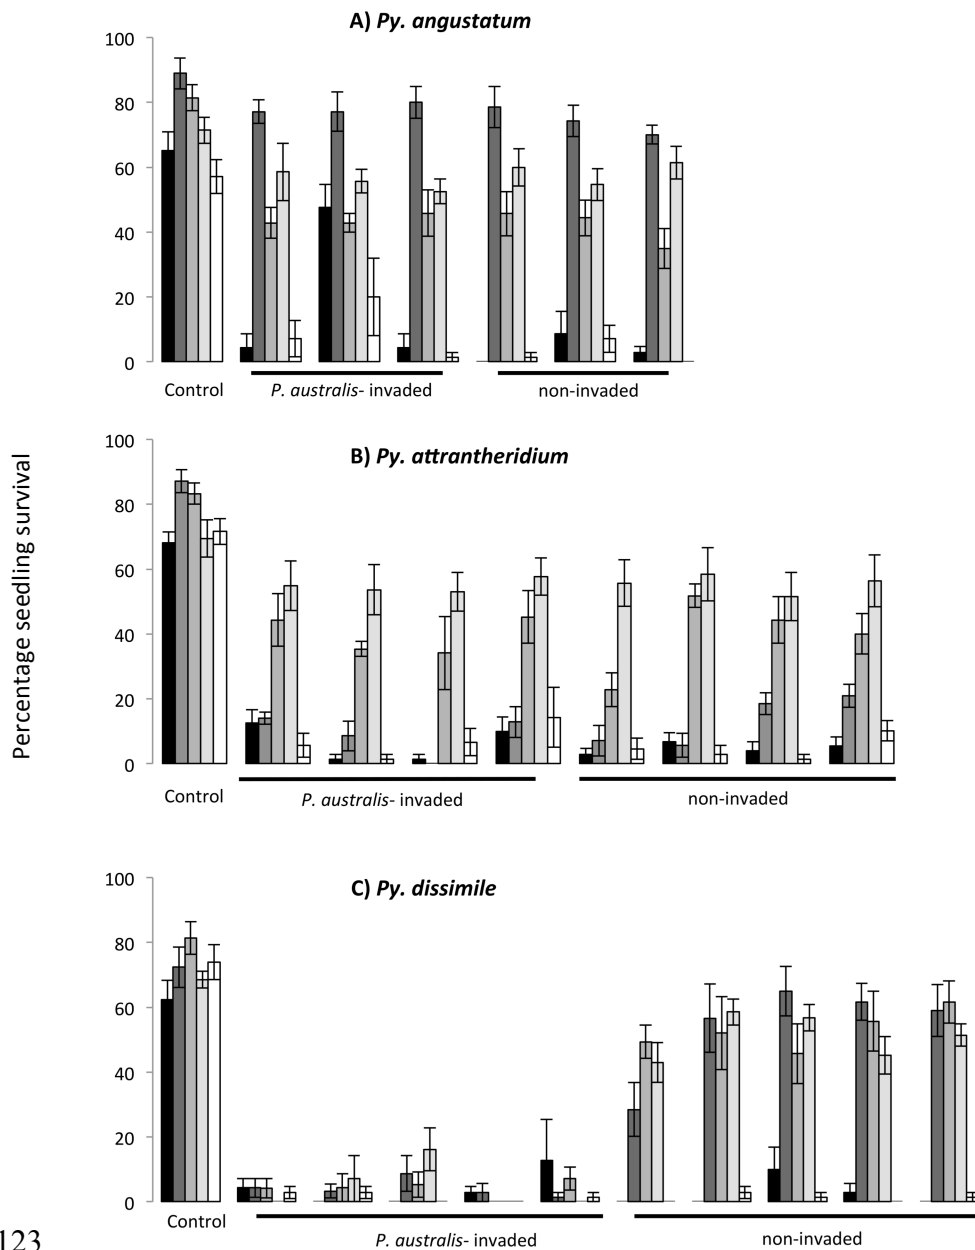 A) Py. angustatum
100
80
60
40
20
0
Control
P. australis- invaded
non-invaded
Percentage seedling survival
B) Py. attrantheridium
100
80
60
40
20
0
Control
P. australis- invaded
non-invaded
C) Py. dissimile
100
80
60
40
20
0
Control
P. australis- invaded
non-invaded
123